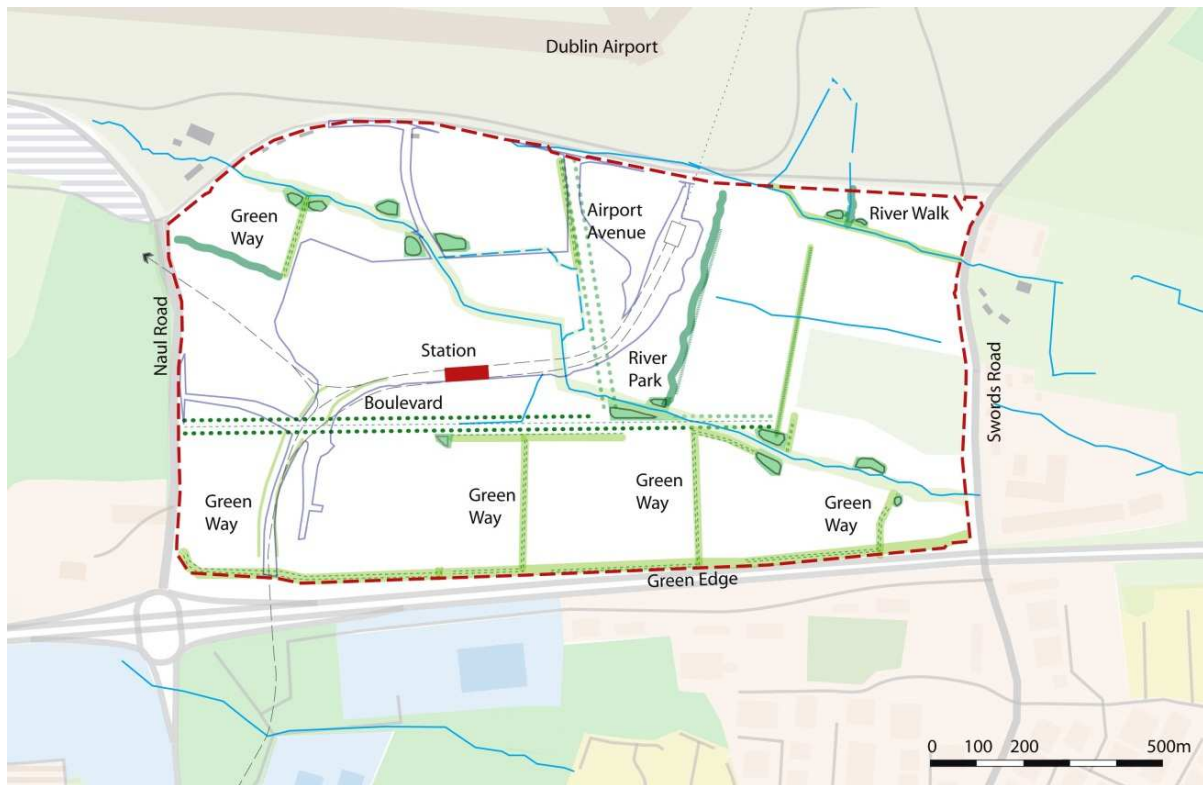 Dublin Airport
Green
Way
Airport
Avenue
River Walk
Naul Road
Station
River
Park
Boulevard
Swords Road
Green
Way
Green
Way
Green
Way
Green
Way
Green Edge
0 100 200 500m